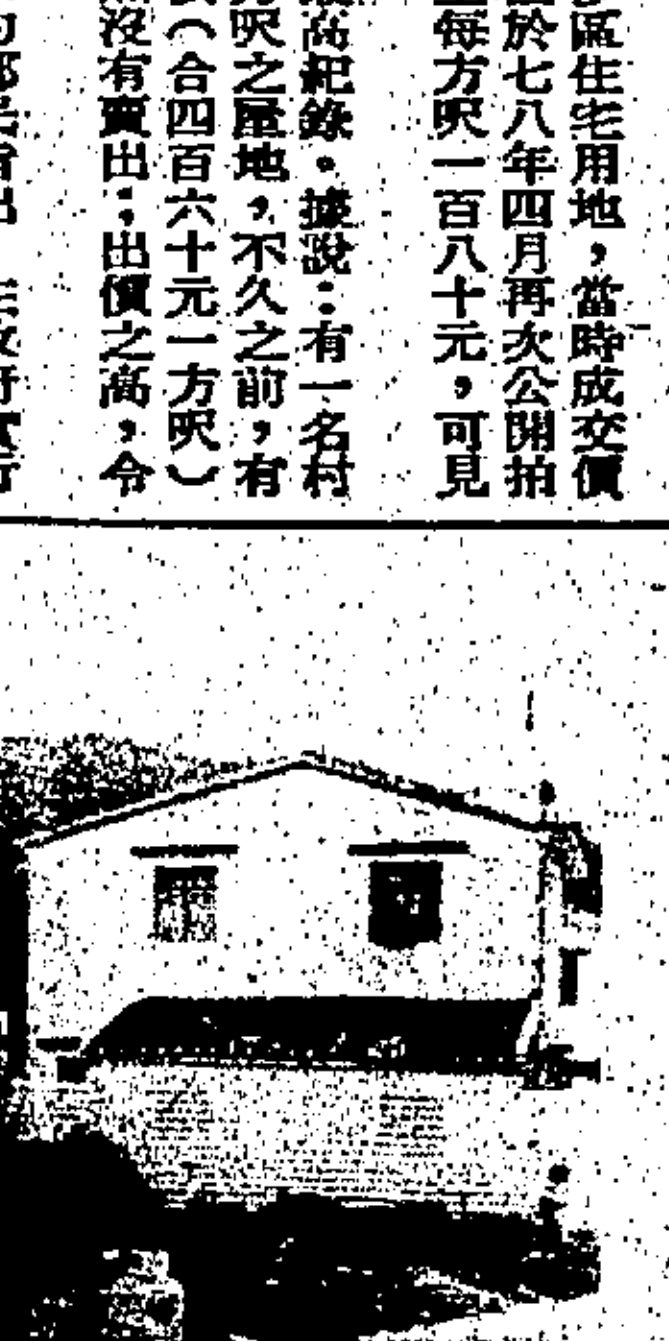 區住宅用地，當時成交價
於七八年四月再次公開拍
每方呎一百八十元，可見
高紀錄。據說：有一名村
方呎之屋地，不久之前，有
（合四百六十元一方呎）
沒有賣出；出價之高，令